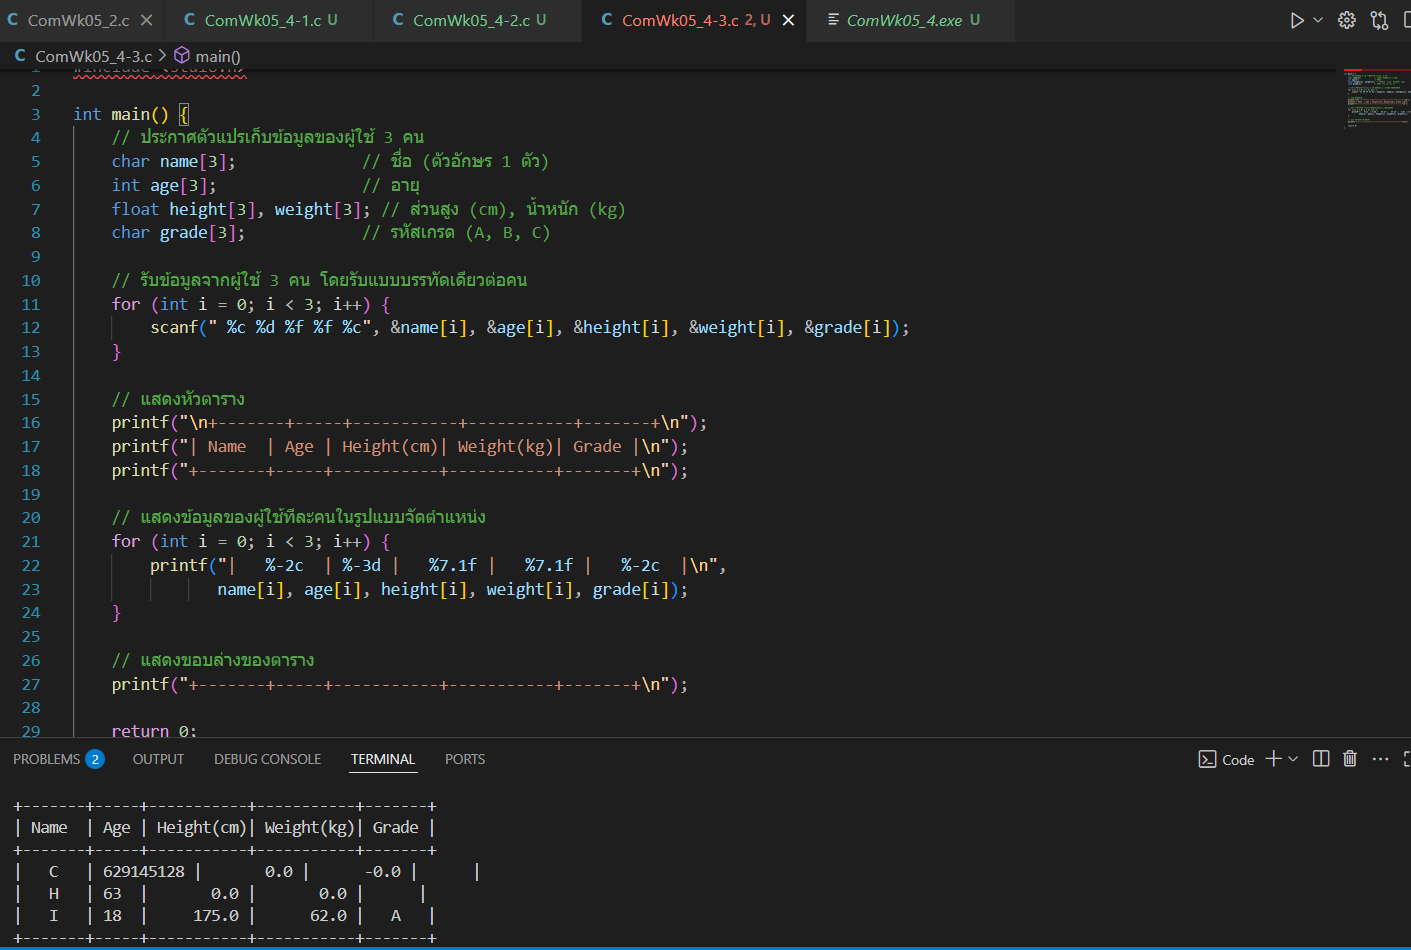 ComWk05_2.c
ComWk05_4-1.c U
ComWk05_4-2.c U
ComWk05_4-3.c 2, U
ComWk05_4.exe U
ComWk05_4-3.c > main()
1 #include <stdio.h>
2
3 int main() {
4 // ประกาศตัวแปรเก็บข้อมูลของผู้ใช้ 3 คน
5 char name[3]; // ชื่อ (ตัวอักษร 1 ตัว)
6 int age[3]; // อายุ
7 float height[3], weight[3]; // ส่วนสูง (cm), น้ำหนัก (kg)
8 char grade[3]; // รหัสเกรด (A, B, C)
9
10 // รับข้อมูลจากผู้ใช้ 3 คน โดยรับแบบบรรทัดเดียวต่อคน
11 for (int i = 0; i < 3; i++) {
12 scanf(" %c %d %f %f %c", &name[i], &age[i], &height[i], &weight[i], &grade[i]);
13 }
14
15 // แสดงหัวตาราง
16 printf("\n+-------+-----+-----------+-----------+-------+\n");
17 printf("| Name  | Age | Height(cm)| Weight(kg)| Grade |\n");
18 printf("+-------+-----+-----------+-----------+-------+\n");
19
20 // แสดงข้อมูลของผู้ใช้ทีละคนในรูปแบบจัดตำแหน่ง
21 for (int i = 0; i < 3; i++) {
22 printf("|   %-2c  | %-3d |   %7.1f |   %7.1f |   %-2c  |\n",
23 name[i], age[i], height[i], weight[i], grade[i]);
24 }
25
26 // แสดงขอบล่างของตาราง
27 printf("+-------+-----+-----------+-----------+-------+\n");
28
29 return 0;
PROBLEMS 2 OUTPUT DEBUG CONSOLE TERMINAL PORTS
Code
+-------+-----+-----------+-----------+-------+
| Name  | Age | Height(cm)| Weight(kg)| Grade |
+-------+-----+-----------+-----------+-------+
|   C   | 629145128 |       0.0 |      -0.0 |      |
|   H   | 63  |       0.0 |       0.0 |      |
|   I   | 18  |     175.0 |      62.0 |   A   |
+-------+-----+-----------+-----------+-------+